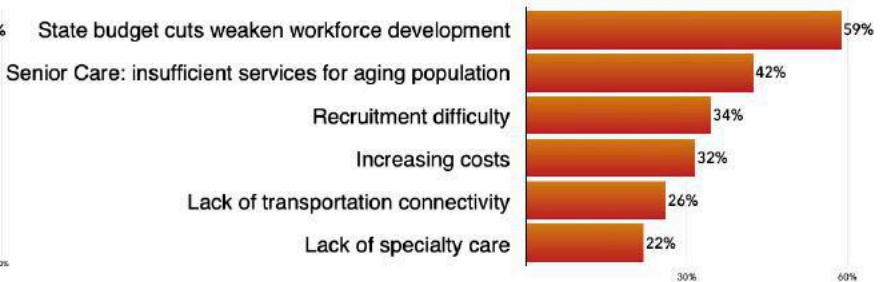 %
State budget cuts weaken workforce development 59%
Senior Care: insufficient services for aging population 42%
Recruitment difficulty 34%
Increasing costs 32%
Lack of transportation connectivity 26%
Lack of specialty care 22%
30% 60%